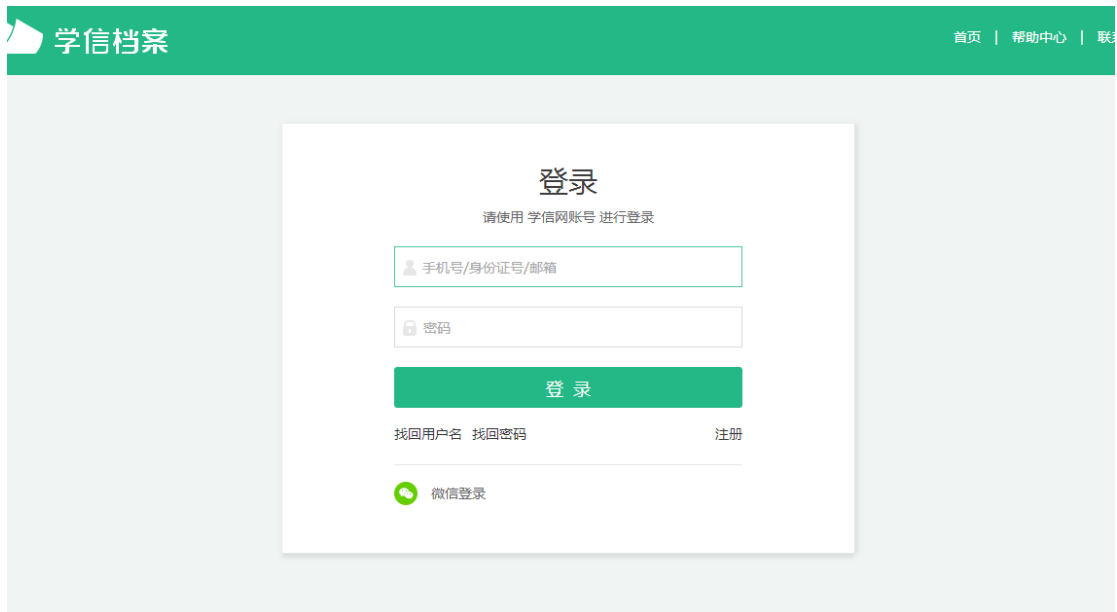 学信档案
首页 | 帮助中心 | 联系
登录
请使用 学信网账号 进行登录
手机号/身份证号/邮箱
密码
登 录
找回用户名 找回密码 注册
微信登录